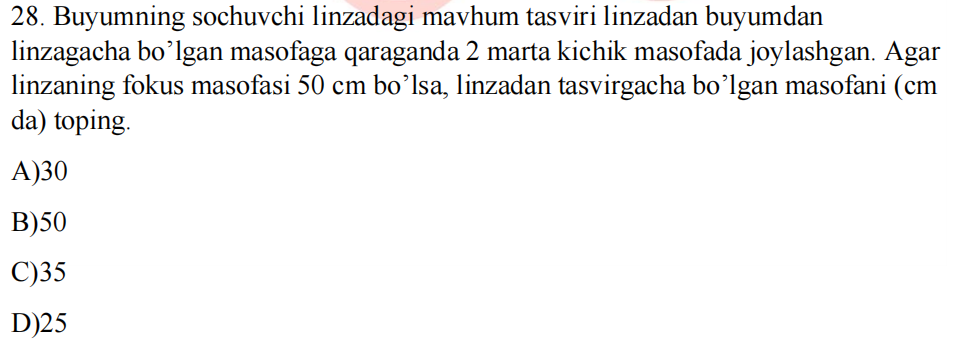 28. Buyumning sochuvchi linzadagi mavhum tasviri linzadan buyumdan
linzagacha bo’lgan masofaga qaraganda 2 marta kichik masofada joylashgan. Agar
linzaning fokus masofasi 50 cm bo’lsa, linzadan tasvirgacha bo’lgan masofani (cm
da) toping.
A)30
B)50
C)35
D)25